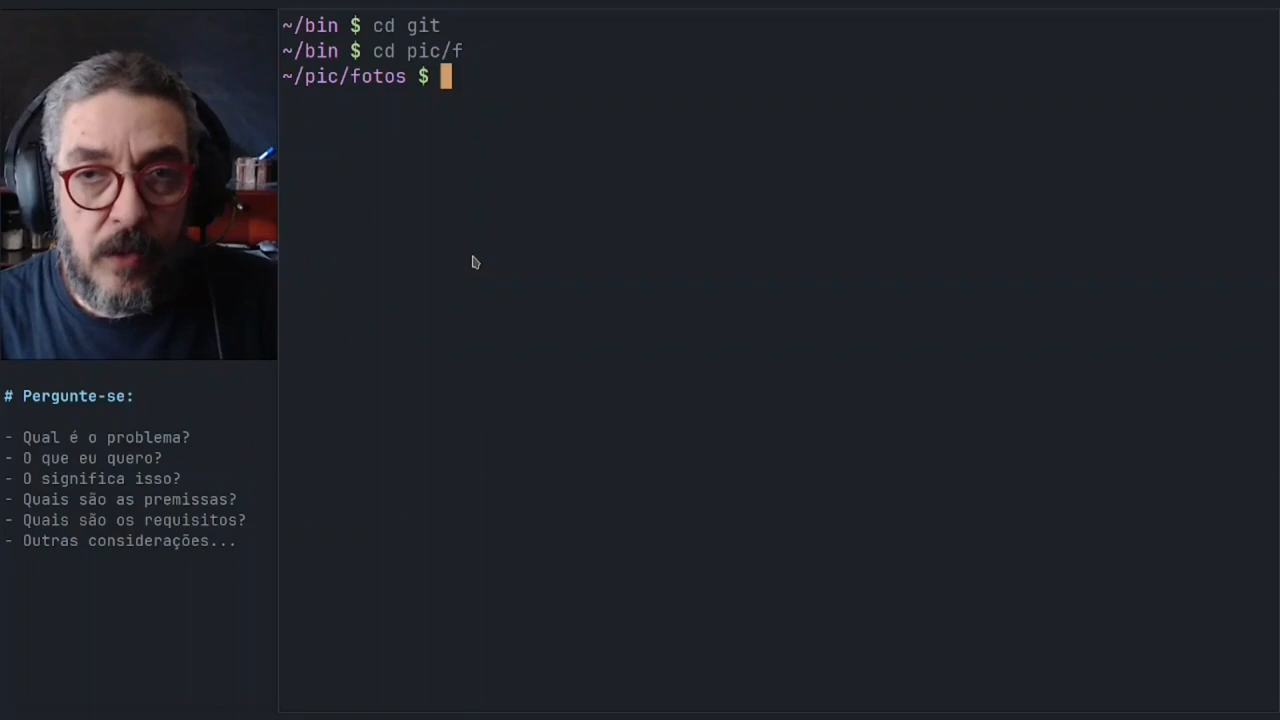 ~/bin $ cd git
~/bin $ cd pic/f
~/pic/fotos $
# Pergunte-se:
- Qual é o problema?
- O que eu quero?
- O significa isso?
- Quais são as premissas?
- Quais são os requisitos?
- Outras considerações...